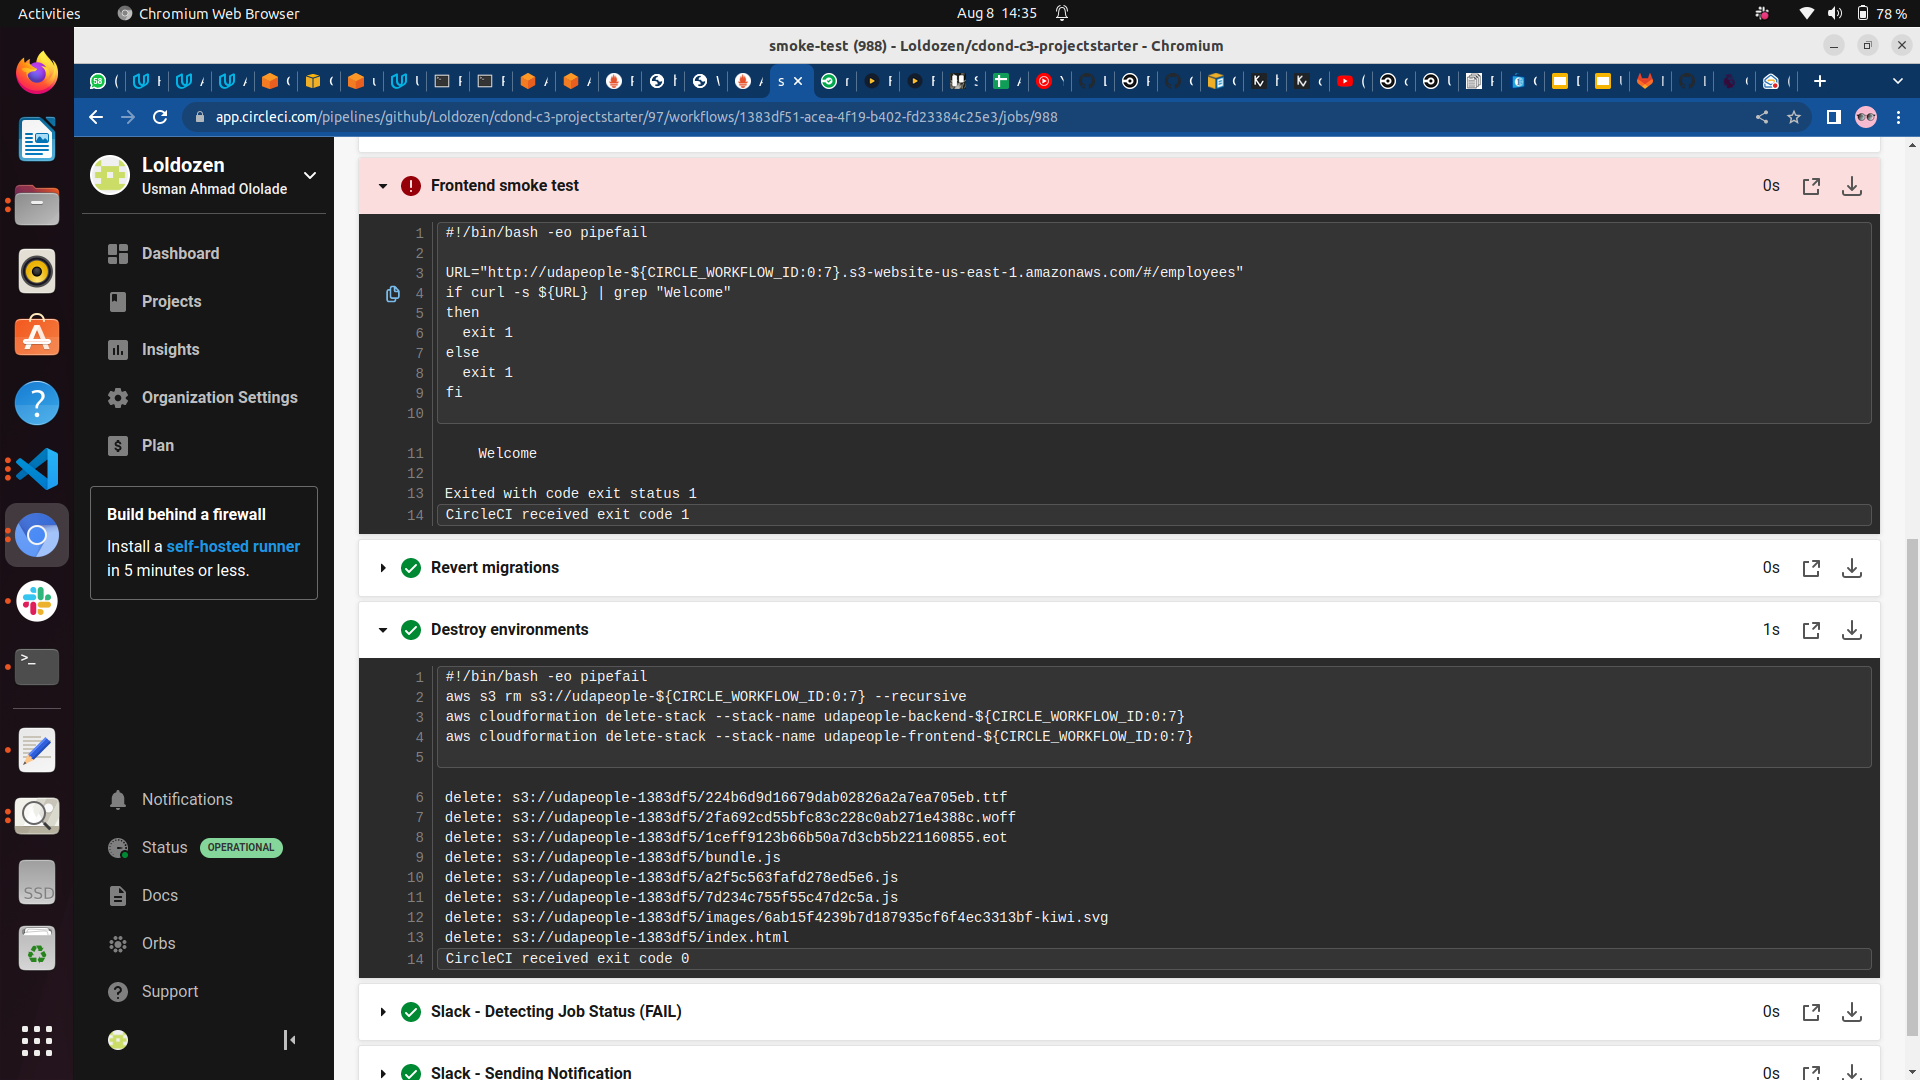 Activities
Chromium Web Browser
Aug 8 14:35
78 %
smoke-test (988) - Loldozen/cdond-c3-projectstarter - Chromium
app.circleci.com/pipelines/github/Loldozen/cdond-c3-projectstarter/97/workflows/1383df51-acea-4f19-b402-fd23384c25e3/jobs/988
Loldozen
Usman Ahmad Ololade
Dashboard
Projects
Insights
Organization Settings
Plan
Build behind a firewall
Install a self-hosted runner
in 5 minutes or less.
Notifications
Status OPERATIONAL
Docs
Orbs
Support
SSD
Frontend smoke test 0s
1 #!/bin/bash -eo pipefail
2
3 URL="http://udapeople-${CIRCLE_WORKFLOW_ID:0:7}.s3-website-us-east-1.amazonaws.com/#/employees"
4 if curl -s ${URL} | grep "Welcome"
5 then
6 exit 1
7 else
8 exit 1
9 fi
10
11 Welcome
12
13 Exited with code exit status 1
14 CircleCI received exit code 1
Revert migrations 0s
Destroy environments 1s
1 #!/bin/bash -eo pipefail
2 aws s3 rm s3://udapeople-${CIRCLE_WORKFLOW_ID:0:7} --recursive
3 aws cloudformation delete-stack --stack-name udapeople-backend-${CIRCLE_WORKFLOW_ID:0:7}
4 aws cloudformation delete-stack --stack-name udapeople-frontend-${CIRCLE_WORKFLOW_ID:0:7}
5
6 delete: s3://udapeople-1383df5/224b6d9d16679dab02826a2a7ea705eb.ttf
7 delete: s3://udapeople-1383df5/2fa692cd55bfc83c228c0ab271e4388c.woff
8 delete: s3://udapeople-1383df5/1ceff9123b66b50a7d3cb5b221160855.eot
9 delete: s3://udapeople-1383df5/bundle.js
10 delete: s3://udapeople-1383df5/a2f5c563fafd278ed5e6.js
11 delete: s3://udapeople-1383df5/7d234c755f55c47d2c5a.js
12 delete: s3://udapeople-1383df5/images/6ab15f4239b7d187935cf6f4ec3313bf-kiwi.svg
13 delete: s3://udapeople-1383df5/index.html
14 CircleCI received exit code 0
Slack - Detecting Job Status (FAIL) 0s
Slack - Sending Notification 0s